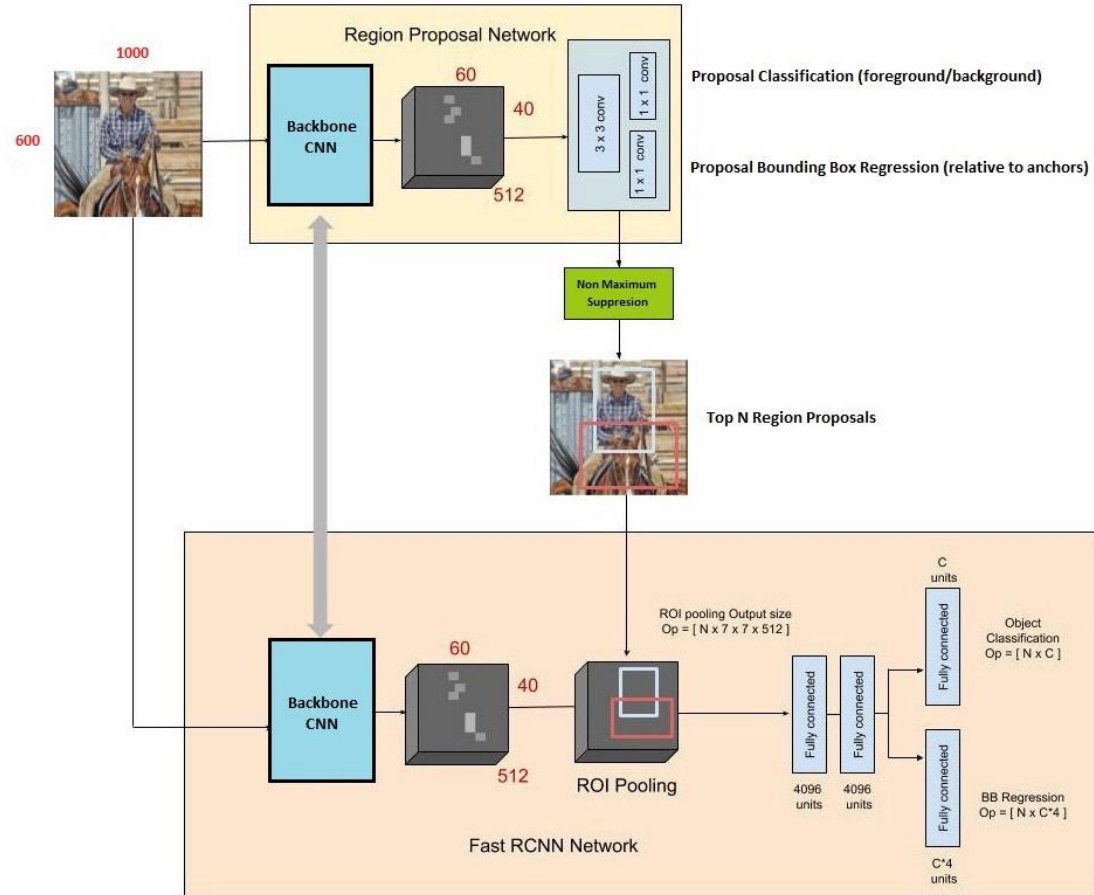 Region Proposal Network
1000
600
Backbone
CNN
60
40
512
3 x 3 conv
1 x 1 conv
1 x 1 conv
Proposal Classification (foreground/background)
Proposal Bounding Box Regression (relative to anchors)
Non Maximum
Suppresion
Top N Region Proposals
ROI pooling Output size
Op = [ N x 7 x 7 x 512 ]
Backbone
CNN
60
40
512
ROI Pooling
Fully connected
4096
units
Fully connected
4096
units
C
units
Fully connected
Object
Classification
Op = [ N x C ]
Fully connected
C*4
units
BB Regression
Op = [ N x C*4 ]
Fast RCNN Network